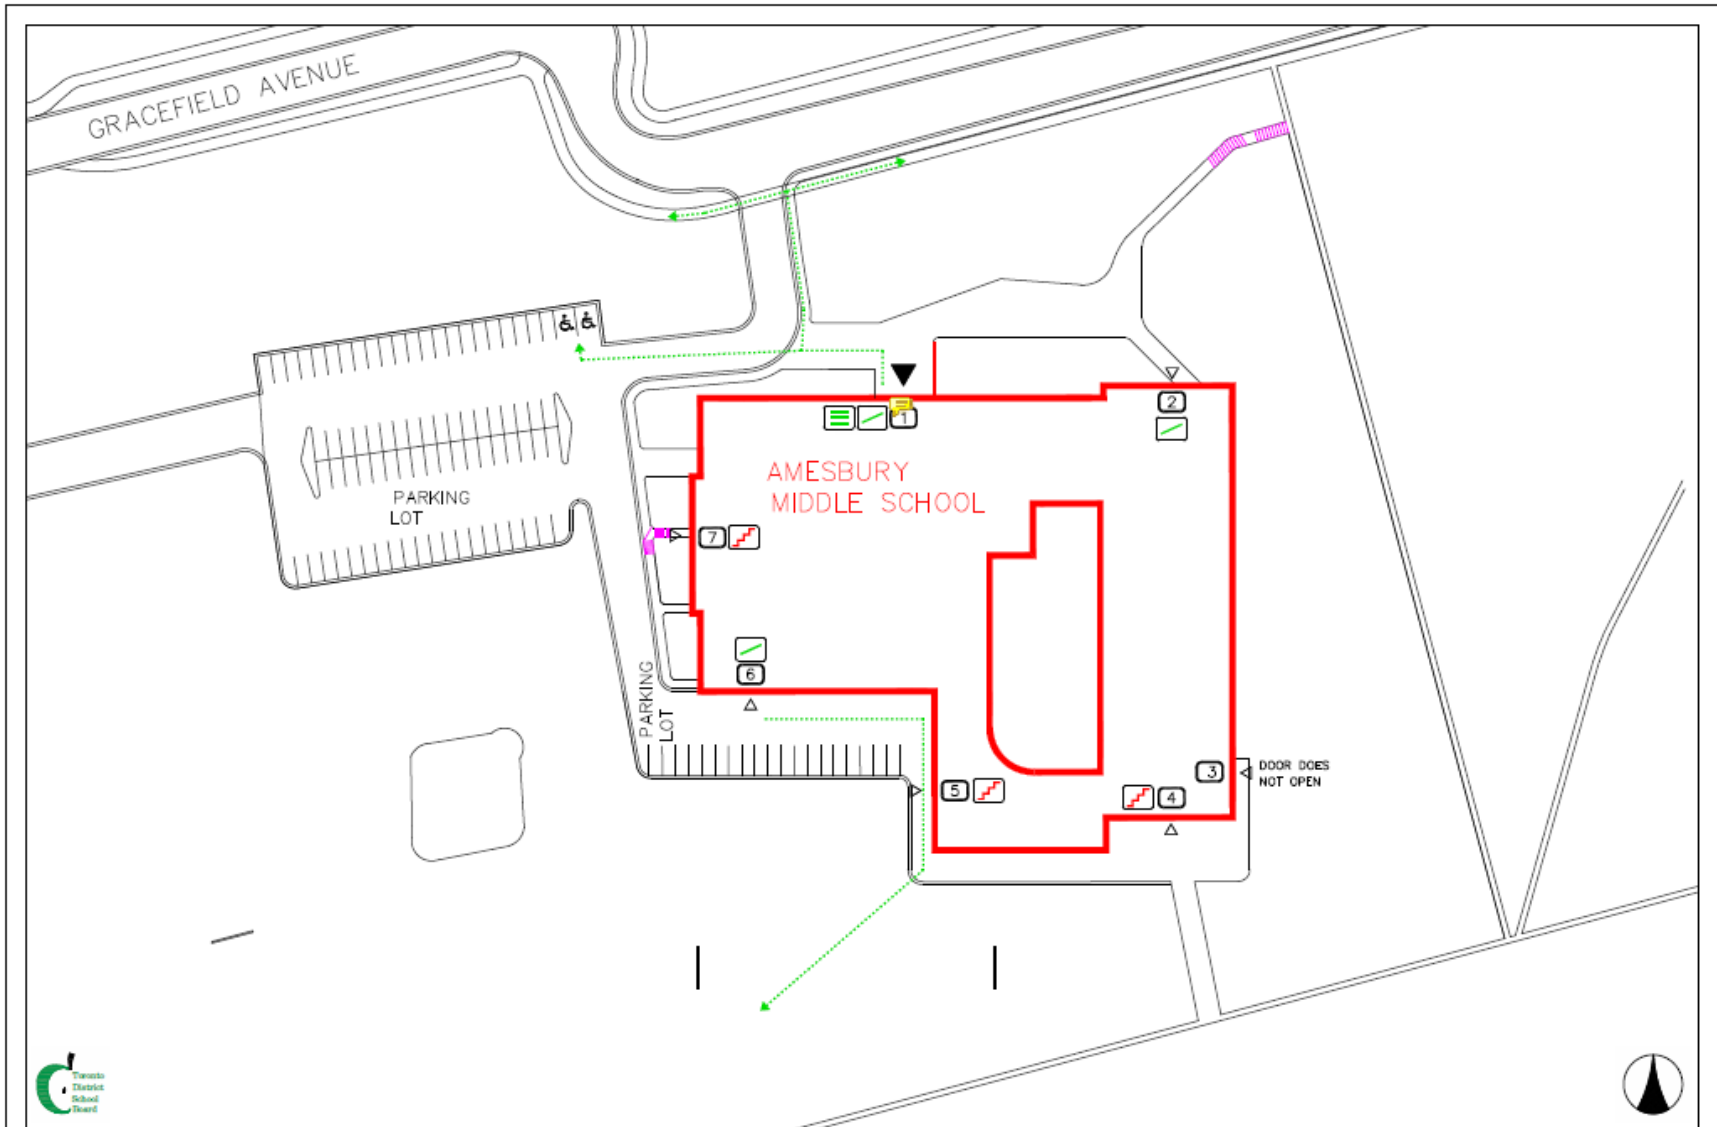 GRACEFIELD AVENUE
1
2
AMESBURY
MIDDLE SCHOOL
PARKING
LOT
7
6
PARKING
LOT
5
4
3
DOOR DOES
NOT OPEN
Toronto
District
School
Board